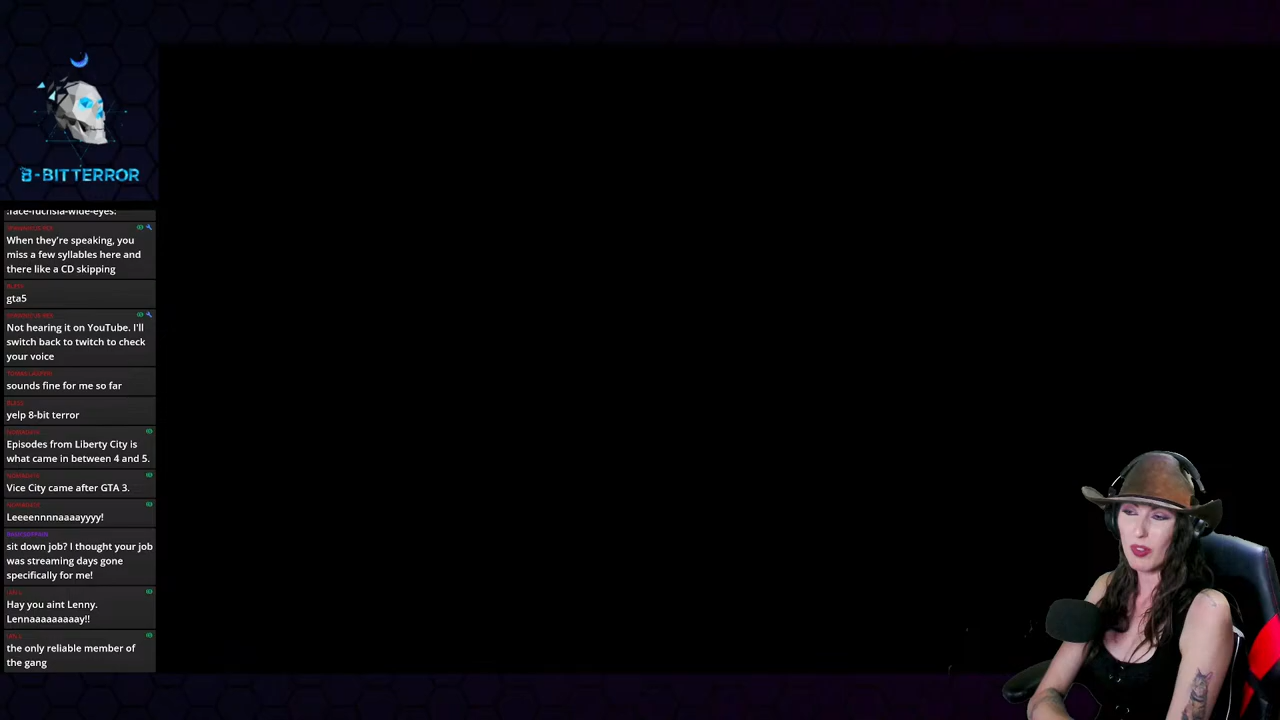 8-BITTERROR
:face-fuchsia-wide-eyes:
When they're speaking, you
miss a few syllables here and
there like a CD skipping
gta5
Not hearing it on YouTube. I'll
switch back to twitch to check
your voice
sounds fine for me so far
yelp 8-bit terror
Episodes from Liberty City is
what came in between 4 and 5.
Vice City came after GTA 3.
Leeeennnnaaaayyyy!
sit down job? I thought your job
was streaming days gone
specifically for me!
Hay you aint Lenny.
Lennaaaaaaaaay!!
the only reliable member of
the gang